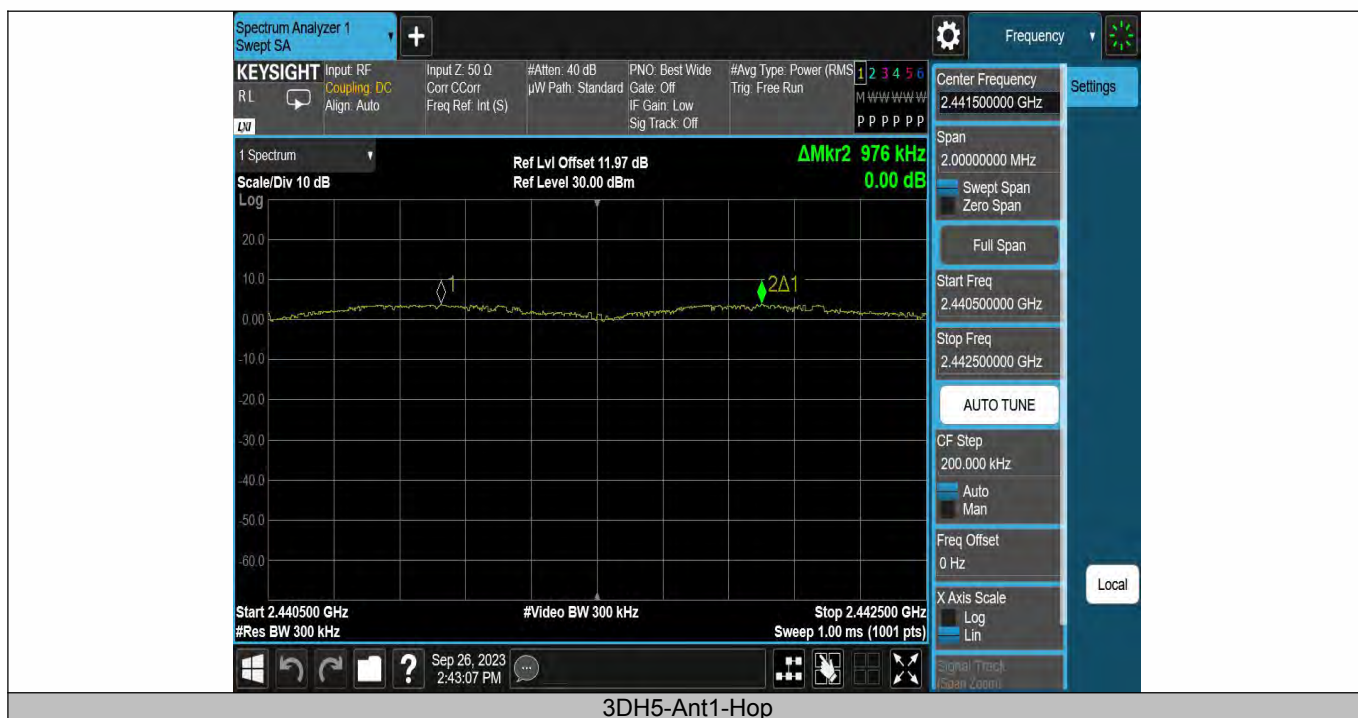 Spectrum Analyzer 1
Swept SA
+
Frequency
KEYSIGHT
R L
LXI
Input: RF
Coupling: DC
Align: Auto
Input Z: 50 Ω
Corr CCorr
Freq Ref: Int (S)
#Atten: 40 dB
µW Path: Standard
PNO: Best Wide
Gate: Off
IF Gain: Low
Sig Track: Off
#Avg Type: Power (RMS
Trig: Free Run
1 2 3 4 5 6
M W W W W W
P P P P P P
1 Spectrum
Scale/Div 10 dB
Log
Ref Lvl Offset 11.97 dB
Ref Level 30.00 dBm
ΔMkr2 976 kHz
0.00 dB
20.0
10.0
0.00
-10.0
-20.0
-30.0
-40.0
-50.0
-60.0
1
2Δ1
Start 2.440500 GHz
#Res BW 300 kHz
#Video BW 300 kHz
Stop 2.442500 GHz
Sweep 1.00 ms (1001 pts)
Center Frequency
2.441500000 GHz
Settings
Span
2.00000000 MHz
Swept Span
Zero Span
Full Span
Start Freq
2.440500000 GHz
Stop Freq
2.442500000 GHz
AUTO TUNE
CF Step
200.000 kHz
Auto
Man
Freq Offset
0 Hz
X Axis Scale
Log
Lin
Local
Signal Track
(Span Zoom)
?
Sep 26, 2023
2:43:07 PM
3DH5-Ant1-Hop